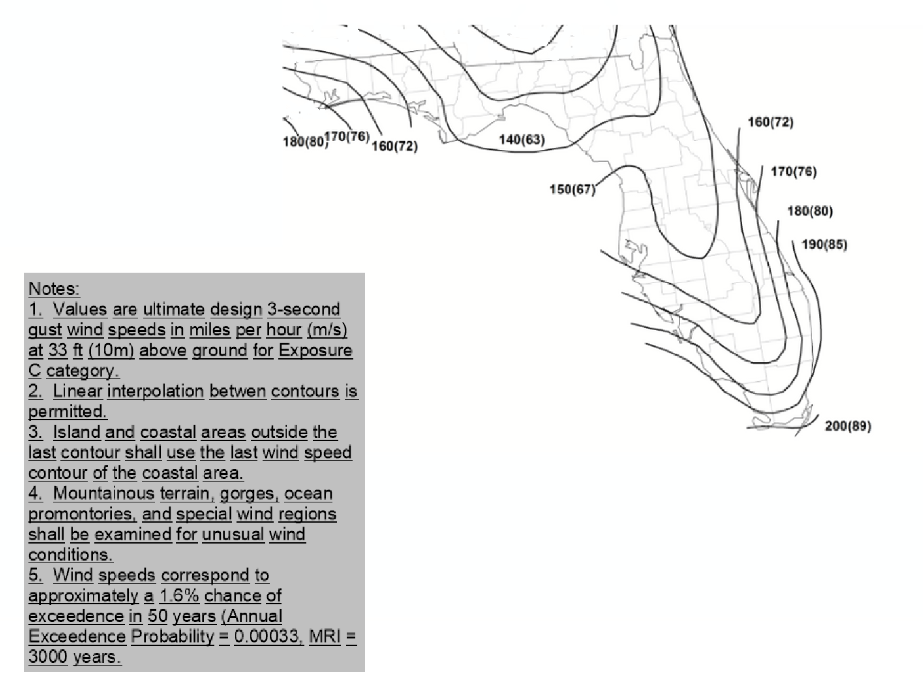 180(80)
170(76)
160(72)
140(63)
150(67)
160(72)
170(76)
180(80)
190(85)
200(89)
Notes:
1. Values are ultimate design 3-second
gust wind speeds in miles per hour (m/s)
at 33 ft (10m) above ground for Exposure
C category.
2. Linear interpolation betwen contours is
permitted.
3. Island and coastal areas outside the
last contour shall use the last wind speed
contour of the coastal area.
4. Mountainous terrain, gorges, ocean
promontories, and special wind regions
shall be examined for unusual wind
conditions.
5. Wind speeds correspond to
approximately a 1.6% chance of
exceedence in 50 years (Annual
Exceedence Probability = 0.00033, MRI =
3000 years.